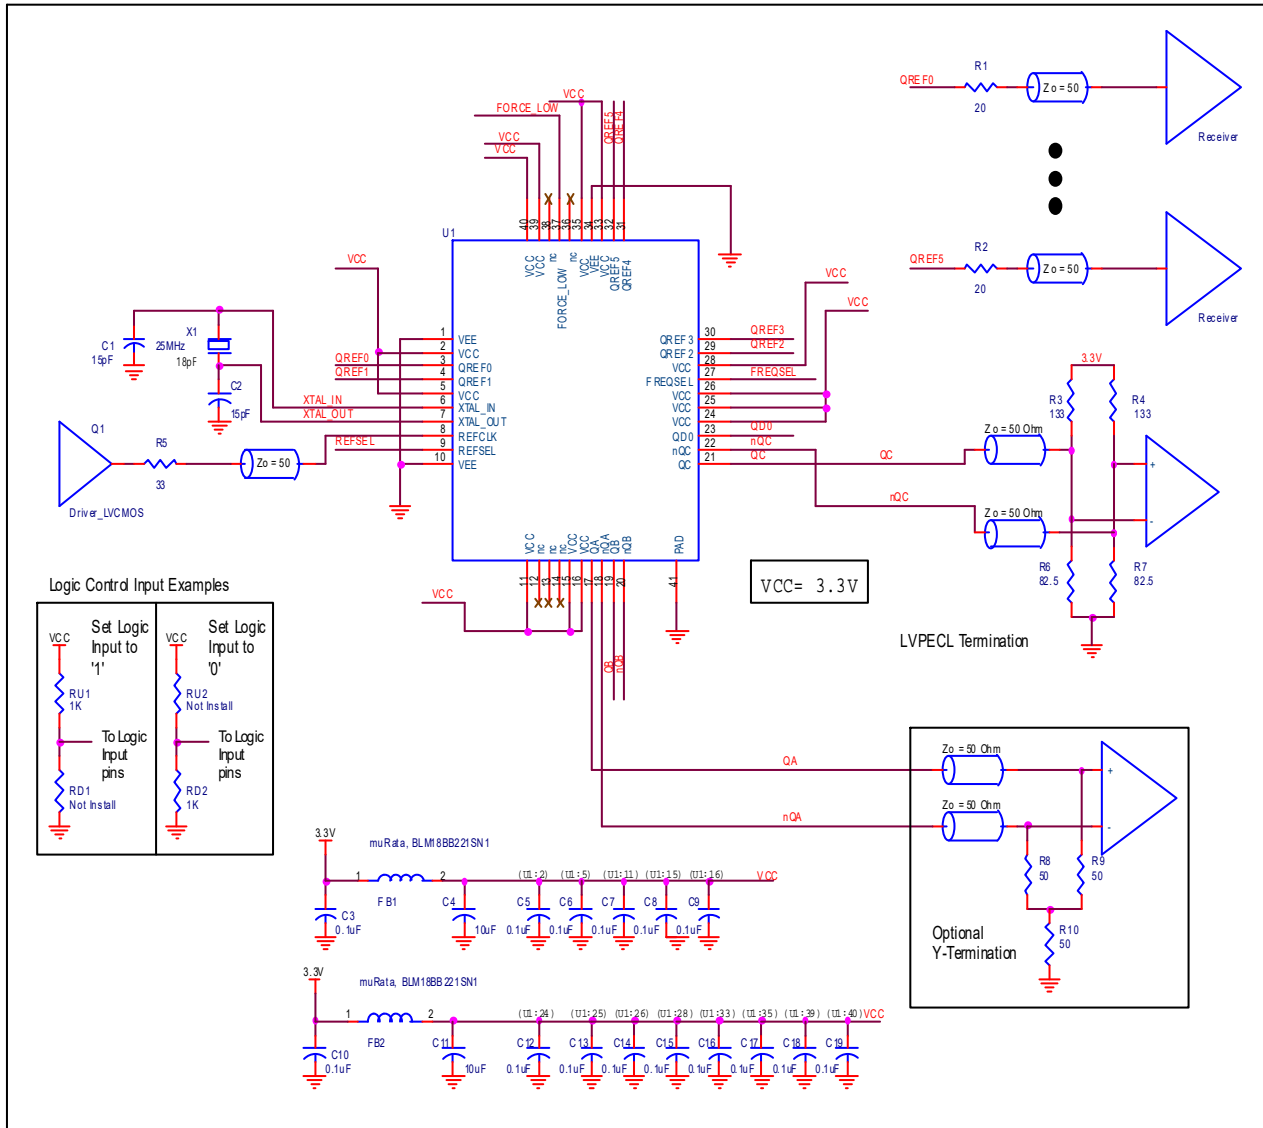 VCC
FORCE_LOW
VCC
VCC
QREF5
QREF4
40
39
38
37
36
35
34
33
32
31
VCC
VCC
nc
FORCE_LOW
nc
VCC
VEE
VCC
QREF5
QREF4
U1
QREF0
R1
20
Zo = 50
Receiver
QREF5
R2
20
Zo = 50
Receiver
VCC
C1
15pF
X1
25MHz
18pF
C2
15pF
QREF0
QREF1
XTAL_IN
XTAL_OUT
REFSEL
Q1
Driver_LVCMOS
R5
33
Zo = 50
1 VEE
2 VCC
3 QREF0
4 QREF1
5 VCC
6 XTAL_IN
7 XTAL_OUT
8 REFCLK
9 REFSEL
10 VEE
QREF3 30 QREF3
QREF2 29 QREF2
VCC 28
FREQSEL 27 FREQSEL
VCC 26
VCC 25
VCC 24
QD0 23 QD0
nQC 22 nQC
QC 21 QC
VCC
VCC
QC
nQC
Zo = 50 Ohm
Zo = 50 Ohm
3.3V
R3
133
R4
133
+
-
R6
82.5
R7
82.5
LVPECL Termination
VCC
nc
nc
nc
VCC
VCC
QA
nQA
QB
nQB
PAD
11
12
13
14
15
16
17
18
19
20
41
VCC
QB
nQB
VCC= 3.3V
Logic Control Input Examples
VCC
Set Logic
Input to
'1'
RU1
1K
To Logic
Input
pins
RD1
Not Install
VCC
Set Logic
Input to
'0'
RU2
Not Install
To Logic
Input
pins
RD2
1K
QA
nQA
Zo = 50 Ohm
Zo = 50 Ohm
+
-
R8
50
R9
50
R10
50
Optional
Y-Termination
3.3V
muRata, BLM18BB221SN1
1
2
FB1
C3
0.1uF
C4
10uF
(U1:2) (U1:5) (U1:11) (U1:15) (U1:16)
VCC
C5
0.1uF
C6
0.1uF
C7
0.1uF
C8
0.1uF
C9
0.1uF
3.3V
muRata, BLM18BB221SN1
1
2
FB2
C10
0.1uF
C11
10uF
(U1:24) (U1:25) (U1:26) (U1:28) (U1:33) (U1:35) (U1:39) (U1:40)
VCC
C12
0.1uF
C13
0.1uF
C14
0.1uF
C15
0.1uF
C16
0.1uF
C17
0.1uF
C18
0.1uF
C19
0.1uF